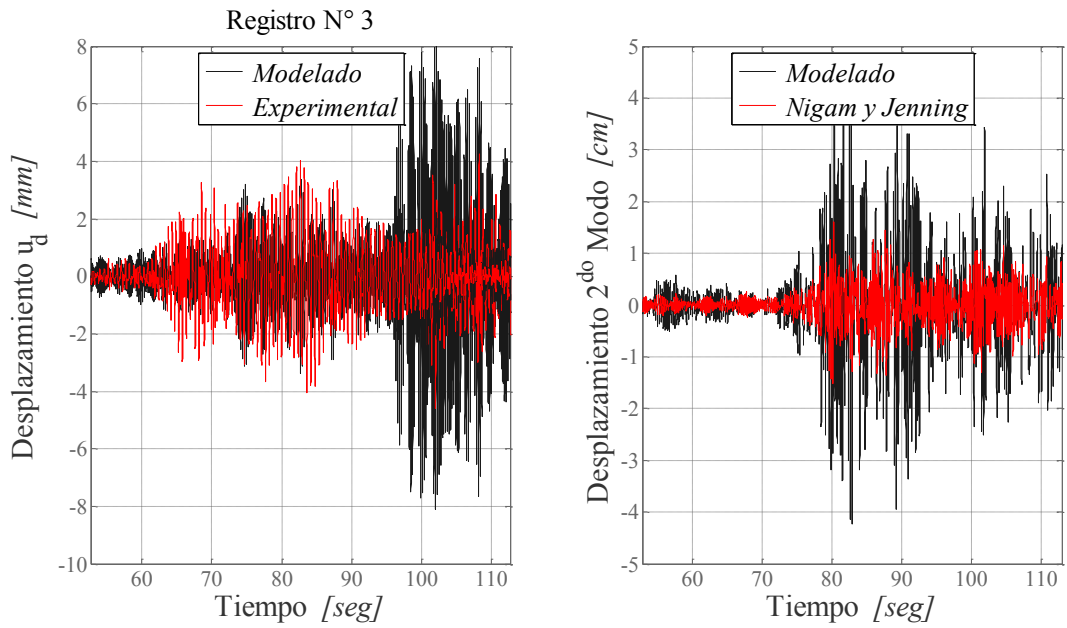 Registro N° 3
Modelado
Experimental
Desplazamiento u_d [mm]
8
6
4
2
0
-2
-4
-6
-8
-10
60 70 80 90 100 110
Tiempo [seg]
Modelado
Nigam y Jenning
Desplazamiento 2^do Modo [cm]
5
4
3
2
1
0
-1
-2
-3
-4
-5
60 70 80 90 100 110
Tiempo [seg]